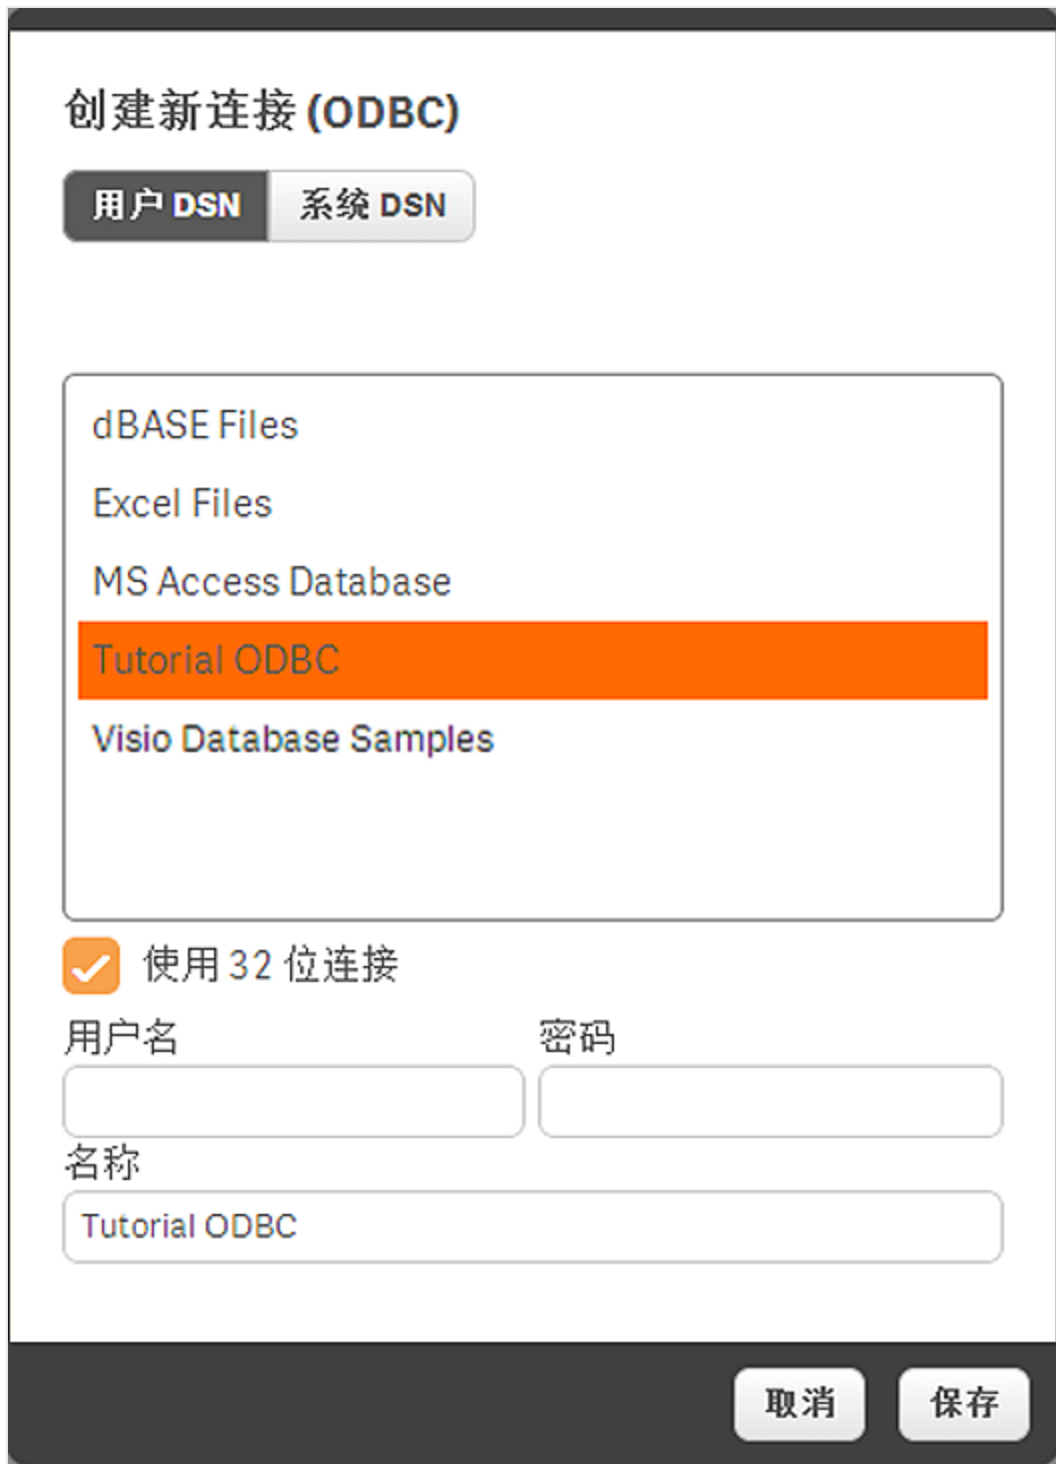 创建新连接 (ODBC)
用户 DSN 系统 DSN
dBASE Files
Excel Files
MS Access Database
Tutorial ODBC
Visio Database Samples
使用 32 位连接
用户名 密码
名称
Tutorial ODBC
取消 保存